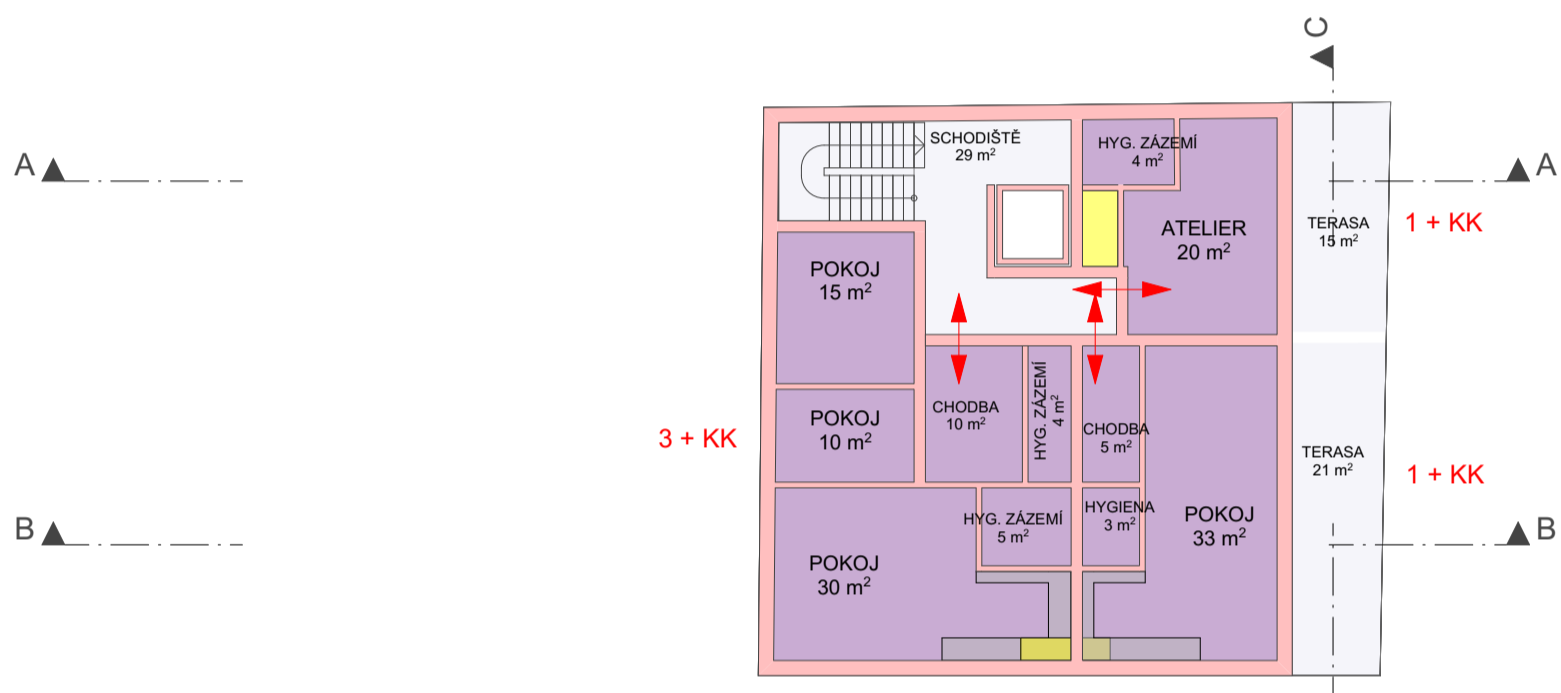 C
A
A
SCHODIŠTĚ
29 m²
HYG. ZÁZEMÍ
4 m²
ATELIER
20 m²
TERASA
15 m²
1 + KK
POKOJ
15 m²
POKOJ
10 m²
CHODBA
10 m²
HYG. ZÁZEMÍ
4 m²
CHODBA
5 m²
3 + KK
TERASA
21 m²
1 + KK
B
B
HYG. ZÁZEMÍ
5 m²
HYGIENA
3 m²
POKOJ
33 m²
POKOJ
30 m²